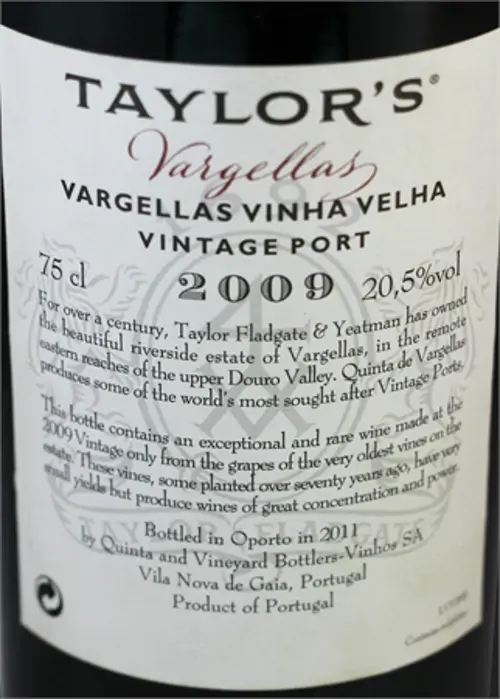 TAYLOR'S®
Vargellas
VARGELLAS VINHA VELHA
VINTAGE PORT
75 cl 2009 20,5%vol
For over a century, Taylor Fladgate & Yeatman has owned
the beautiful riverside estate of Vargellas, in the remote
eastern reaches of the upper Douro Valley. Quinta de Vargellas
produces some of the world's most sought after Vintage Ports.
This bottle contains an exceptional and rare wine made at the
2009 Vintage only from the grapes of the very oldest vines on the
estate. These vines, some planted over seventy years ago, have very
small yields but produce wines of great concentration and power.
TAYLOR FLADGATE
Bottled in Oporto in 2011
by Quinta and Vineyard Bottlers-Vinhos SA
Vila Nova de Gaia, Portugal
Product of Portugal